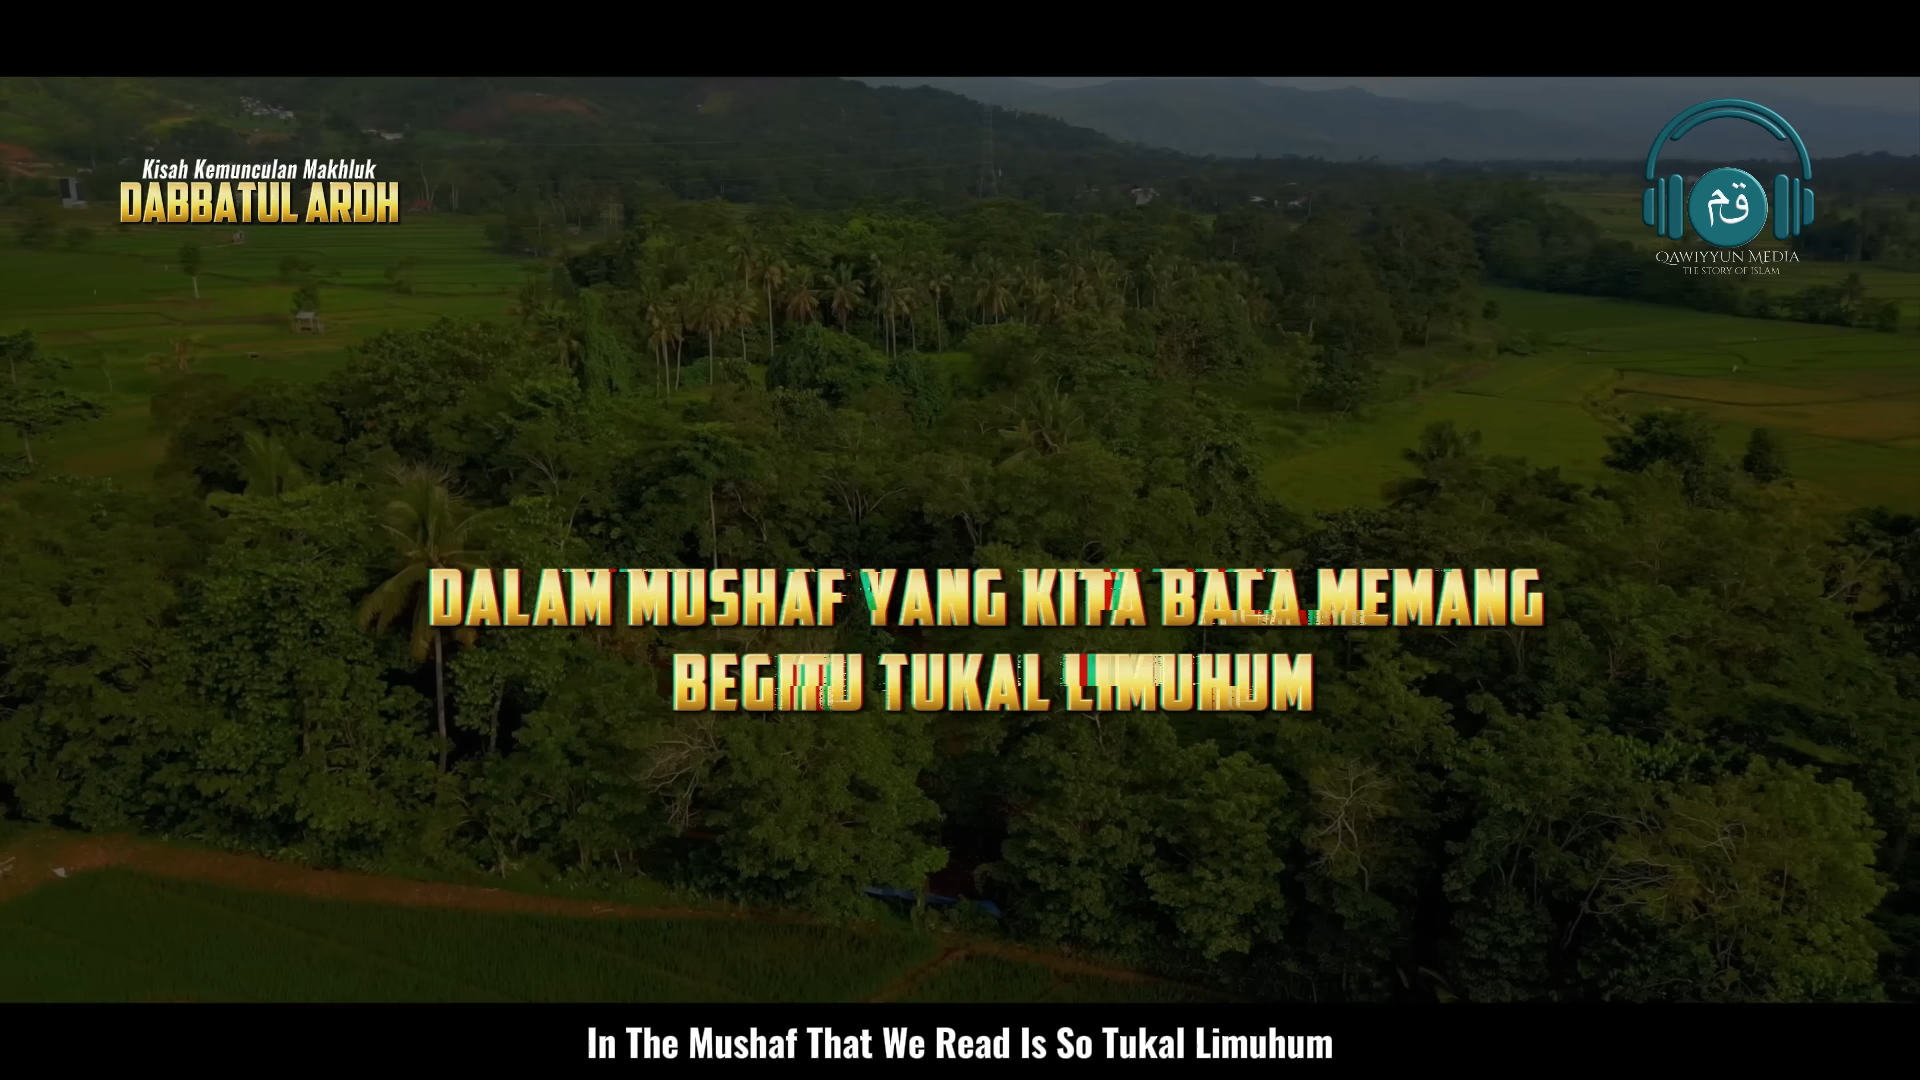 Kisah Kemunculan Makhluk
DABBATUL ARDH
قم
QAWIYYUN MEDIA
THE STORY OF ISLAM
DALAM MUSHAF YANG KITA BACA MEMANG
BEGITU TUKAL LIMUHUM
In The Mushaf That We Read Is So Tukal Limuhum